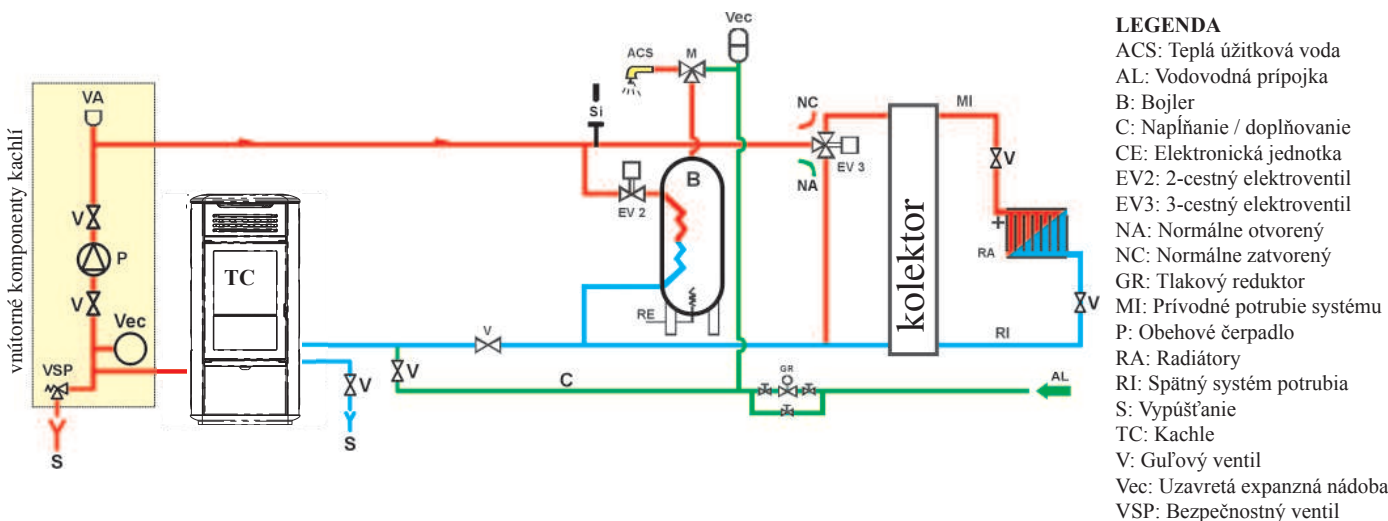 vnútorné komponenty kachlí
VA
V
P
V
Vec
VSP
S
TC
V
S
V
V
C
ACS
M
Vec
Si
EV 2
B
RE
NC
NA
EV 3
GR
AL
kolektor
MI
V
RA
V
RI
LEGENDA
ACS: Teplá úžitková voda
AL: Vodovodná prípojka
B: Bojler
C: Napĺňanie / doplňovanie
CE: Elektronická jednotka
EV2: 2-cestný elektroventil
EV3: 3-cestný elektroventil
NA: Normálne otvorený
NC: Normálne zatvorený
GR: Tlakový reduktor
MI: Prívodné potrubie systému
P: Obehové čerpadlo
RA: Radiátory
RI: Spätný systém potrubia
S: Vypúšťanie
TC: Kachle
V: Guľový ventil
Vec: Uzavretá expanzná nádoba
VSP: Bezpečnostný ventil